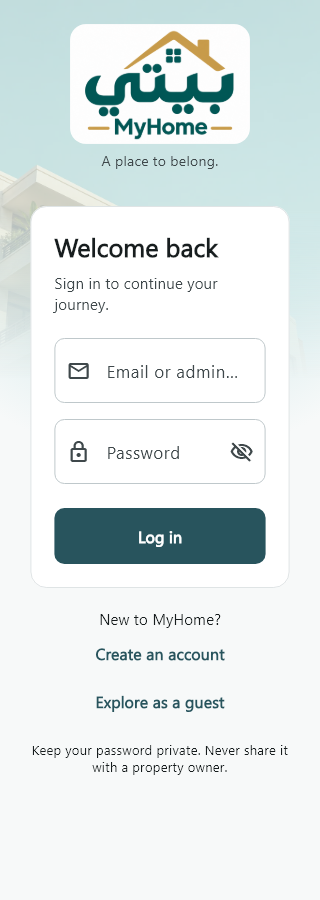 بيتي
MyHome
A place to belong.
Welcome back
Sign in to continue your
journey.
Email or admin...
Password
Log in
New to MyHome?
Create an account
Explore as a guest
Keep your password private. Never share it
with a property owner.